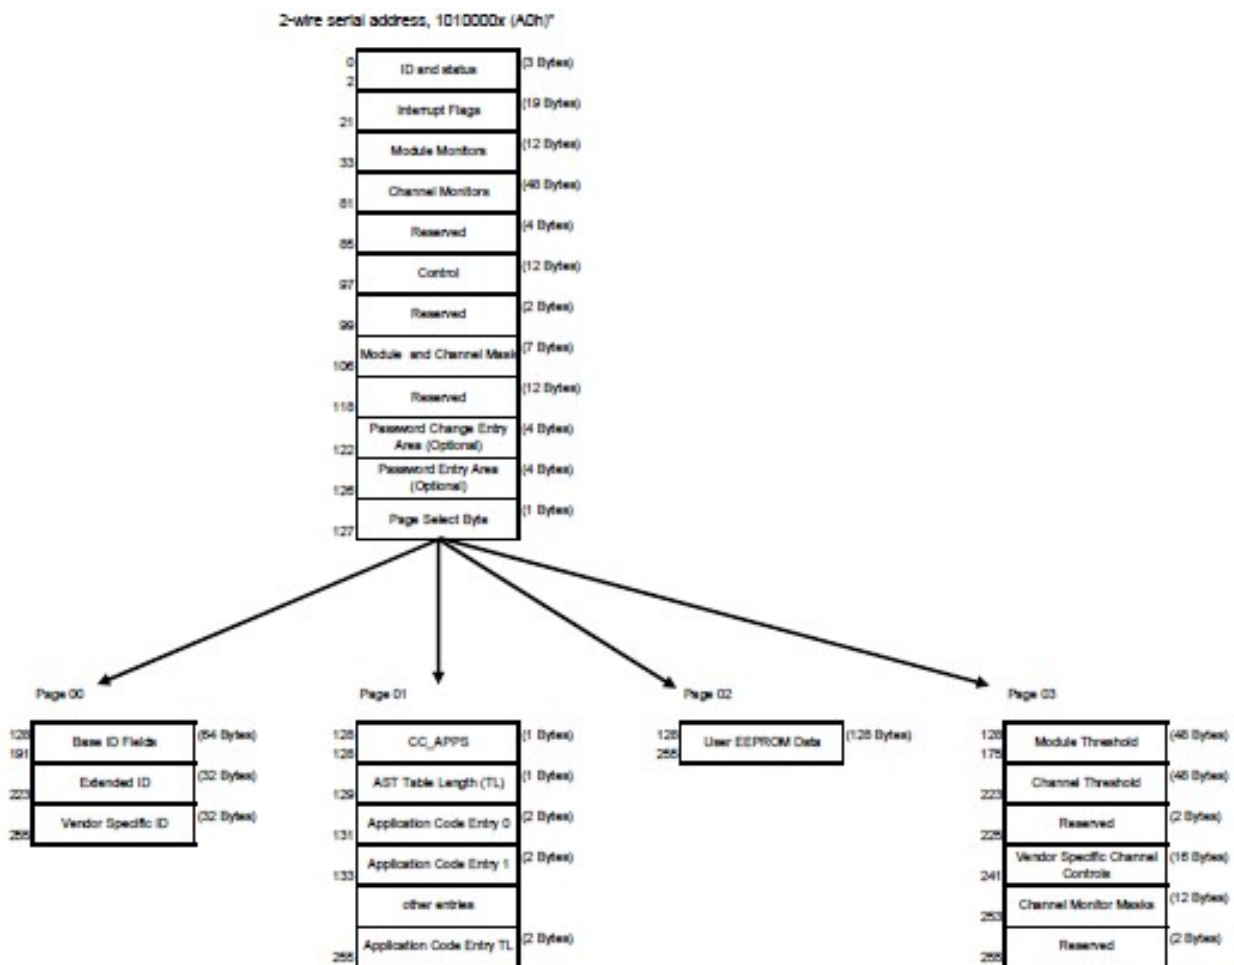 2-wire serial address, 1010000x (A0h)"
0
2
ID and status
(3 Bytes)
21
Interrupt Flags
(19 Bytes)
33
Module Monitors
(12 Bytes)
81
Channel Monitors
(48 Bytes)
85
Reserved
(4 Bytes)
97
Control
(12 Bytes)
99
Reserved
(2 Bytes)
106
Module and Channel Mask
(7 Bytes)
118
Reserved
(12 Bytes)
122
Password Change Entry
Area (Optional)
(4 Bytes)
126
Password Entry Area
(Optional)
(4 Bytes)
127
Page Select Byte
(1 Bytes)
Page 00
128
191
Base ID Fields
(64 Bytes)
223
Extended ID
(32 Bytes)
255
Vendor Specific ID
(32 Bytes)
Page 01
128
128
CC_APPS
(1 Bytes)
129
AST Table Length (TL)
(1 Bytes)
131
Application Code Entry 0
(2 Bytes)
133
Application Code Entry 1
(2 Bytes)
other entries
255
Application Code Entry TL
(2 Bytes)
Page 02
128
255
User EEPROM Data
(128 Bytes)
Page 03
128
175
Module Threshold
(48 Bytes)
223
Channel Threshold
(48 Bytes)
225
Reserved
(2 Bytes)
241
Vendor Specific Channel
Controls
(16 Bytes)
253
Channel Monitor Masks
(12 Bytes)
255
Reserved
(2 Bytes)